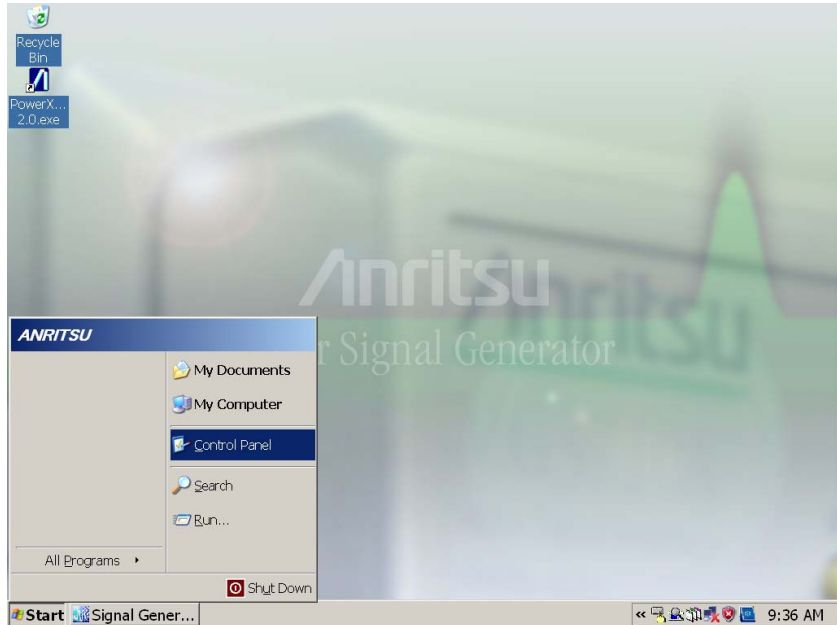 Recycle
Bin
PowerX...
2.0.exe
Anritsu
Anritsu
r Signal Generator
ANRITSU
My Documents
My Computer
Control Panel
Search
Run...
All Programs
Shut Down
Start
Signal Gener...
«
9:36 AM